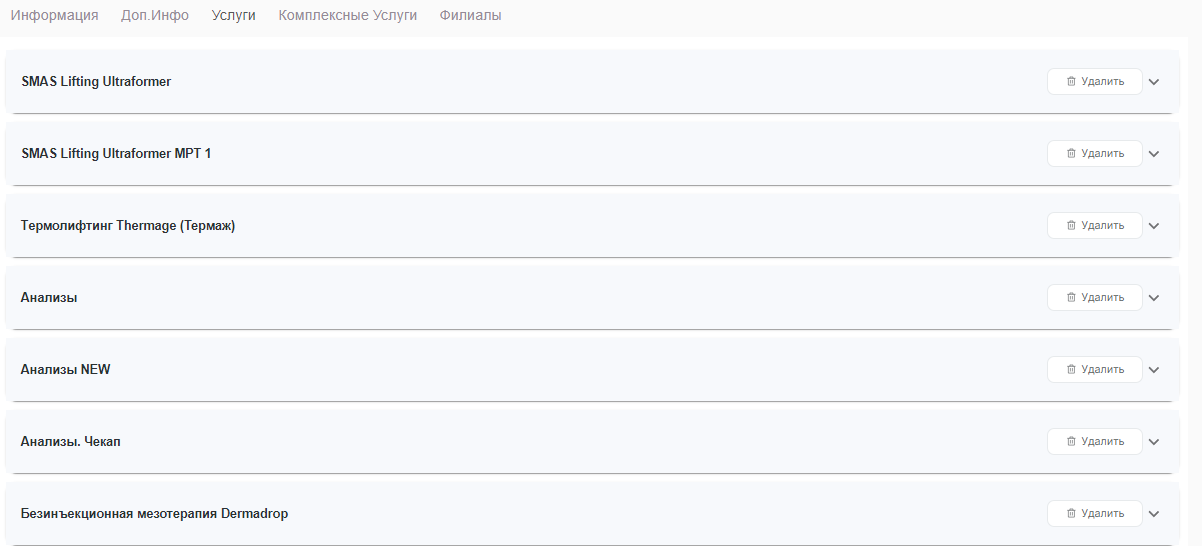 Информация Доп.Инфо Услуги Комплексные Услуги Филиалы
SMAS Lifting Ultraformer Удалить
SMAS Lifting Ultraformer MPT 1 Удалить
Термолифтинг Thermage (Термаж) Удалить
Анализы Удалить
Анализы NEW Удалить
Анализы. Чекап Удалить
Безинъекционная мезотерапия Dermadrop Удалить